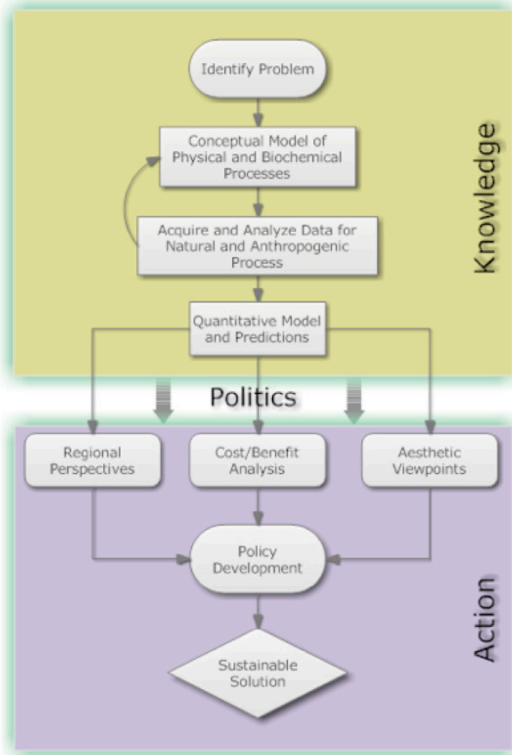 Identify Problem
Conceptual Model of
Physical and Biochemical
Processes
Acquire and Analyze Data for
Natural and Anthropogenic
Process
Quantitative Model
and Predictions
Knowledge
Politics
Regional
Perspectives
Cost/Benefit
Analysis
Aesthetic
Viewpoints
Policy
Development
Sustainable
Solution
Action